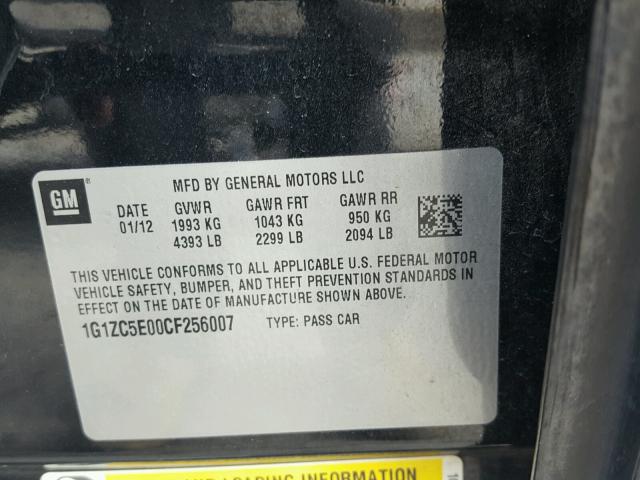 GM
MFD BY GENERAL MOTORS LLC
DATE GVWR GAWR FRT GAWR RR
01/12 1993 KG 1043 KG 950 KG
4393 LB 2299 LB 2094 LB
THIS VEHICLE CONFORMS TO ALL APPLICABLE U.S. FEDERAL MOTOR
VEHICLE SAFETY, BUMPER, AND THEFT PREVENTION STANDARDS IN
EFFECT ON THE DATE OF MANUFACTURE SHOWN ABOVE.
1G1ZC5E00CF256007 TYPE: PASS CAR
LOADING INFORMATION